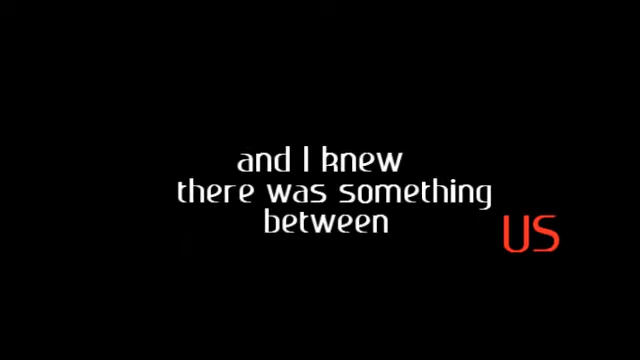 and I knew
there was something
between
US